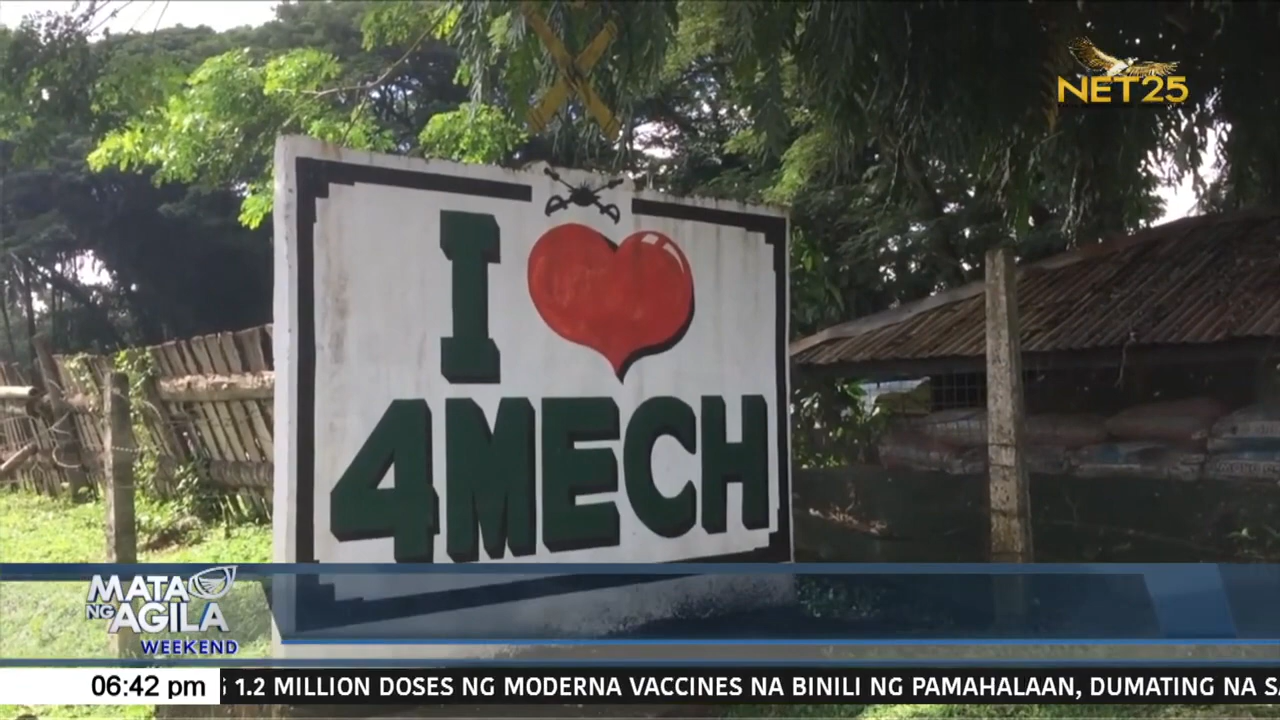 NET25
I
4MECH
MATA
NG AGILA
WEEKEND
06:42 pm
1.2 MILLION DOSES NG MODERNA VACCINES NA BINILI NG PAMAHALAAN, DUMATING NA